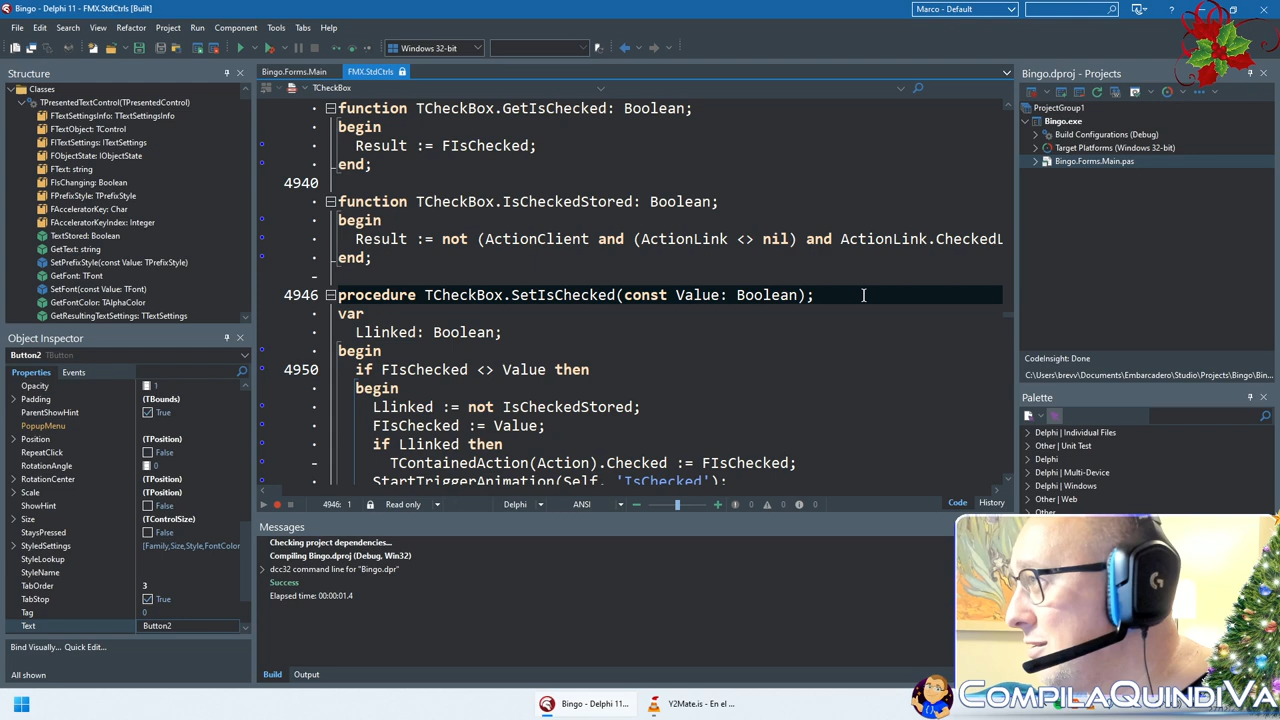 Bingo - Delphi 11 - FMX.StdCtrls [Built]
Marco - Default
File Edit Search View Refactor Project Run Component Tools Tabs Help
Windows 32-bit
Structure
Classes
TPresentedTextControl(TPresentedControl)
FTextSettingsInfo: TTextSettingsInfo
FTextObject: TControl
FITextSettings: ITextSettings
FObservableState: IObjectState
FText: string
FIsChanging: Boolean
FPrefixStyle: TPrefixStyle
FAcceleratorKey: Char
FAcceleratorKeyIndex: Integer
TextStored: Boolean
GetText: string
SetPrefixStyle(const Value: TPrefixStyle)
GetFont: TFont
SetFont(const Value: TFont)
GetFontColor: TAlphaColor
GetResultingTextSettings: TTextSettings
Object Inspector
Button2 TButton
Properties Events
Opacity 1
Padding (TBounds)
ParentShowHint True
PopupMenu
Position (TPosition)
RepeatClick False
RotationAngle 0
RotationCenter (TPosition)
Scale (TPosition)
ShowHint False
Size (TControlSize)
StaysPressed False
StyledSettings [Family,Size,Style,FontColor
StyleLookup
StyleName
TabOrder 3
TabStop True
Tag 0
Text Button2
Bind Visually... Quick Edit...
All shown
Bingo.Forms.Main FMX.StdCtrls
TCheckBox
function TCheckBox.GetIsChecked: Boolean;
begin
Result := FIsChecked;
end;
4940
function TCheckBox.IsCheckedStored: Boolean;
begin
Result := not (ActionClient and (ActionLink <> nil) and ActionLink.CheckedL
end;
4946 procedure TCheckBox.SetIsChecked(const Value: Boolean);
var
Llinked: Boolean;
begin
4950 if FIsChecked <> Value then
begin
Llinked := not IsCheckedStored;
FIsChecked := Value;
if Llinked then
TContainedAction(Action).Checked := FIsChecked;
StartTriggerAnimation(Self, 'IsChecked');
4946: 1 Read only Delphi ANSI 0 0 0 Code History
Messages
Checking project dependencies...
Compiling Bingo.dproj (Debug, Win32)
dcc32 command line for "Bingo.dpr"
Success
Elapsed time: 00:00:01.4
Build Output
Bingo.dproj - Projects
ProjectGroup1
Bingo.exe
Build Configurations (Debug)
Target Platforms (Windows 32-bit)
Bingo.Forms.Main.pas
CodeInsight: Done
C:\Users\brevv\Documents\Embarcadero\Studio\Projects\Bingo\Bin
Palette
Delphi | Individual Files
Other | Unit Test
Delphi
Delphi | Multi-Device
Delphi | Windows
Other | Web
Other
CompilaQuindiVa
Bingo - Delphi 11...
Y2Mate.is - En el ...